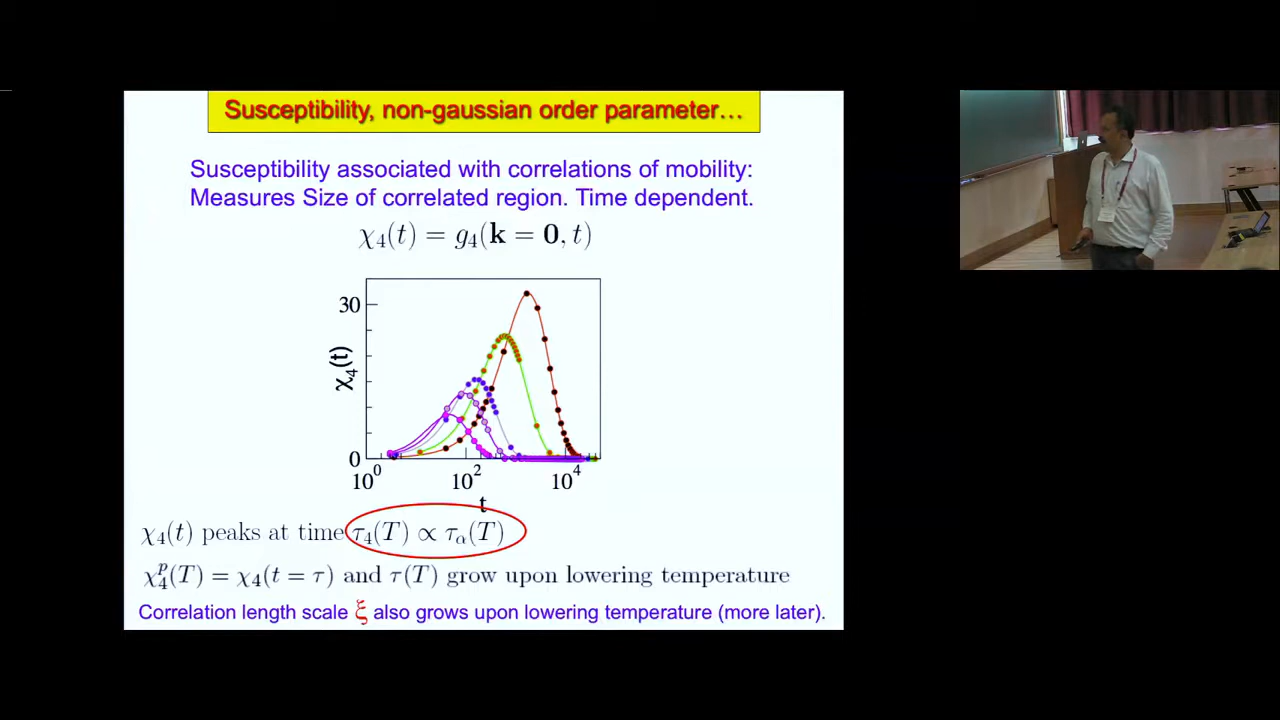 Susceptibility, non-gaussian order parameter…
Susceptibility associated with correlations of mobility:
Measures Size of correlated region. Time dependent.
χ₄(t) = g₄(k = 0, t)
30
χ₄(t)
0
10⁰ 10² 10⁴
t
χ₄(t) peaks at time τ₄(T) ∝ τ_α(T)
χ₄ᵖ(T) = χ₄(t = τ) and τ(T) grow upon lowering temperature
Correlation length scale ξ also grows upon lowering temperature (more later).